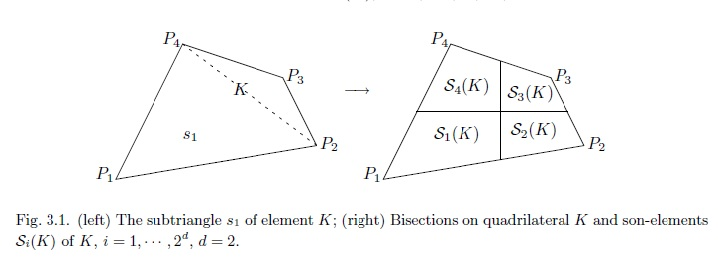 P₄
P₃
K
s₁
P₂
P₁
→
P₄
P₃
𝒮₄(K)
𝒮₃(K)
𝒮₁(K)
𝒮₂(K)
P₂
P₁
Fig. 3.1. (left) The subtriangle s₁ of element K; (right) Bisections on quadrilateral K and son-elements
𝒮ᵢ(K) of K, i = 1, ··· , 2ᵈ, d = 2.